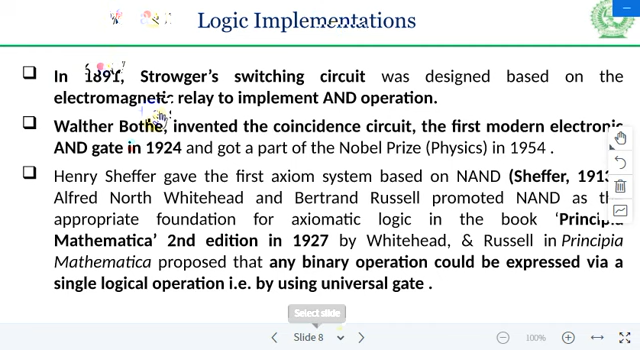 Logic Implementations
In 1891, Strowger's switching circuit was designed based on the
electromagnetic relay to implement AND operation.
Walther Bothe, invented the coincidence circuit, the first modern electronic
AND gate in 1924 and got a part of the Nobel Prize (Physics) in 1954 .
Henry Sheffer gave the first axiom system based on NAND (Sheffer, 1913
Alfred North Whitehead and Bertrand Russell promoted NAND as th
appropriate foundation for axiomatic logic in the book ‘Principia
Mathematica’ 2nd edition in 1927 by Whitehead, & Russell in Principia
Mathematica proposed that any binary operation could be expressed via a
single logical operation i.e. by using universal gate .
Select slide
Slide 8
100%